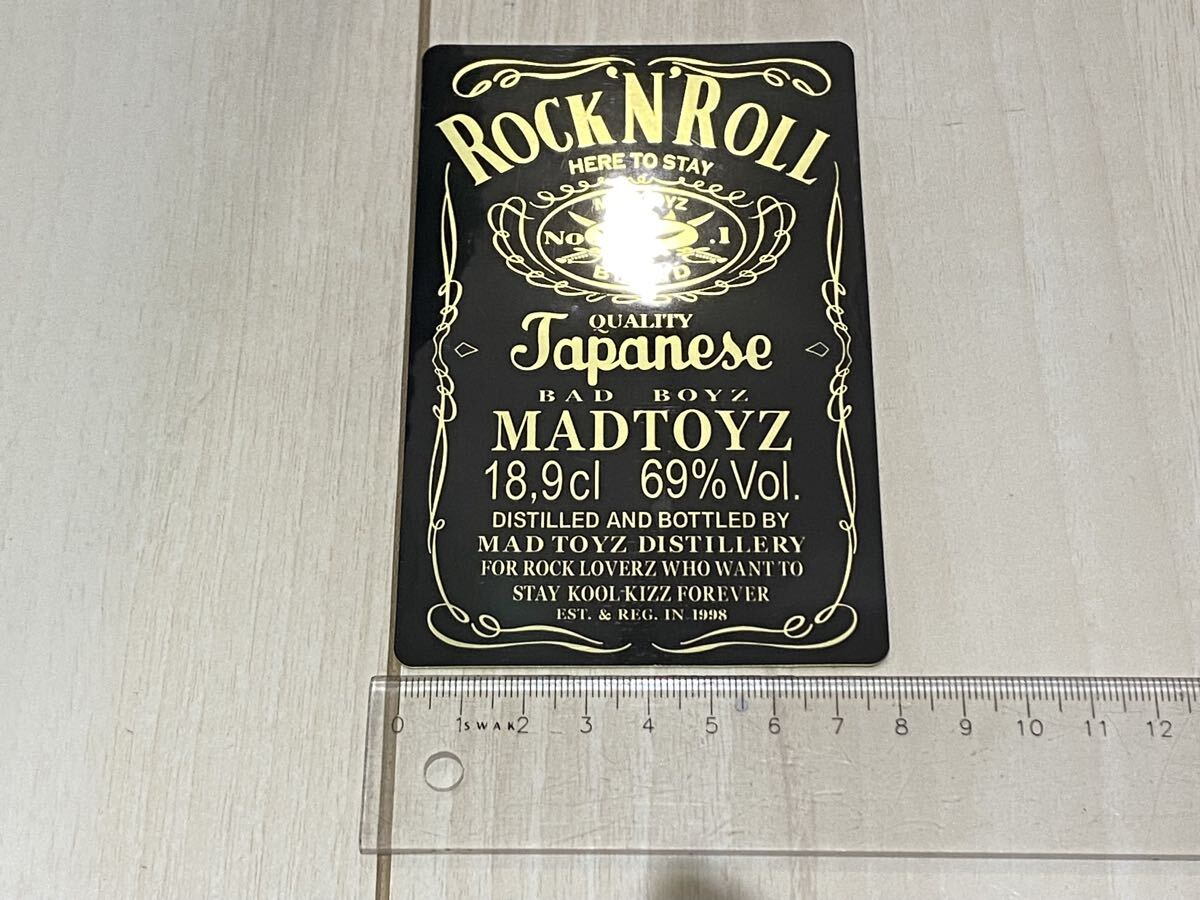 ROCK 'N' ROLL
HERE TO STAY
No .1
QUALITY
Japanese
BAD BOYZ
MADTOYZ
18,9cl 69%Vol.
DISTILLED AND BOTTLED BY
MAD TOYZ DISTILLERY
FOR ROCK LOVERZ WHO WANT TO
STAY KOOL KIZZ FOREVER
EST. & REG. IN 1998
0 1 2 3 4 5 6 7 8 9 10 11 12
SWAK